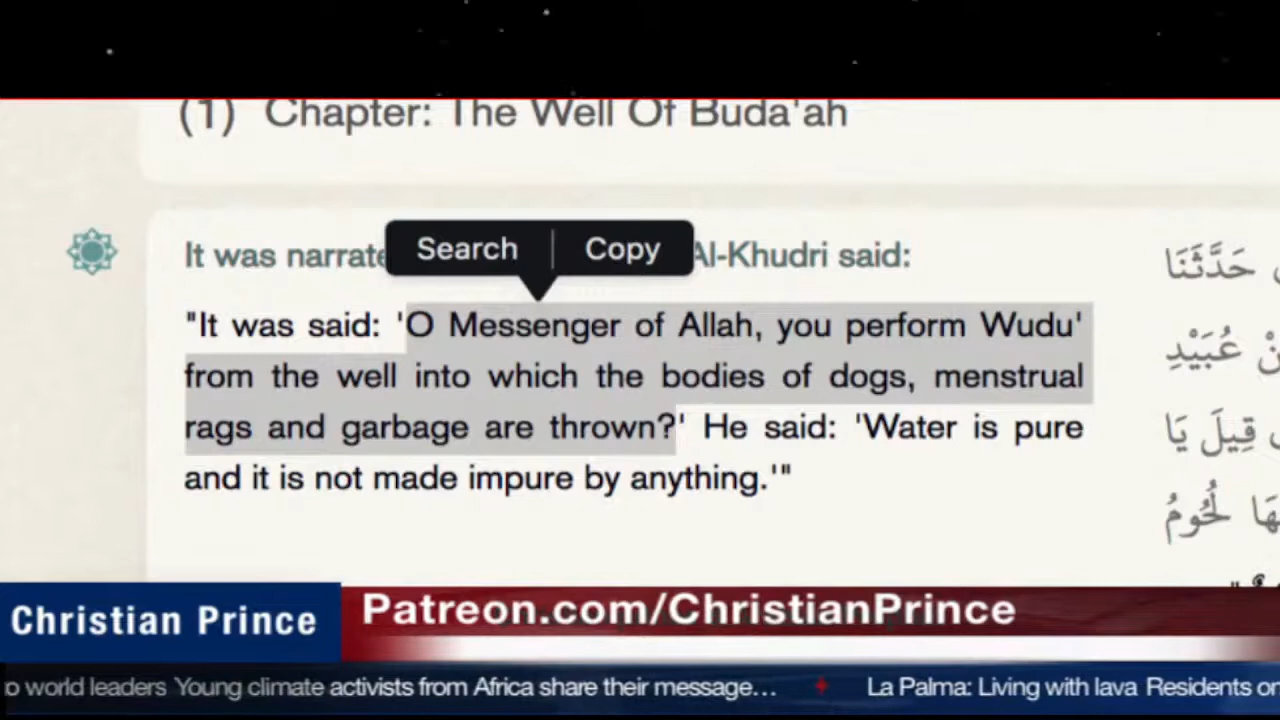 (1) Chapter: The Well Of Buda'ah
Search Copy
It was narrate Al-Khudri said:
حَدَّثَنَا
"It was said: 'O Messenger of Allah, you perform Wudu'
from the well into which the bodies of dogs, menstrual
عُبَيْدِ
rags and garbage are thrown?' He said: 'Water is pure
قِيلَ يَا
and it is not made impure by anything.'"
لُحُومُ
Christian Prince
Patreon.com/ChristianPrince
o world leaders Young climate activists from Africa share their message... La Palma: Living with lava Residents on